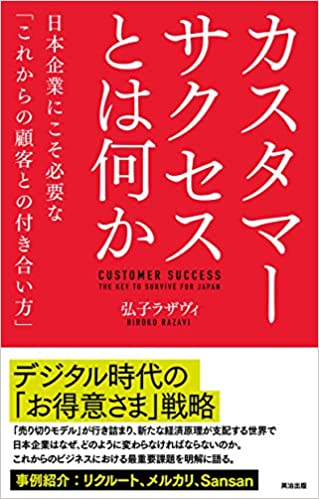 カスタマー
サクセス
とは何か
日本企業にこそ必要な
「これからの顧客との付き合い方」
CUSTOMER SUCCESS
THE KEY TO SURVIVE FOR JAPAN
弘子ラザヴィ
HIROKO RAZAVI
デジタル時代の
「お得意さま」戦略
「売り切りモデル」が行き詰まり、新たな経済原理が支配する世界で
日本企業はなぜ、どのように変わらなければならないのか。
これからのビジネスにおける最重要課題を明瞭に語る。
事例紹介：リクルート、メルカリ、Sansan
英治出版